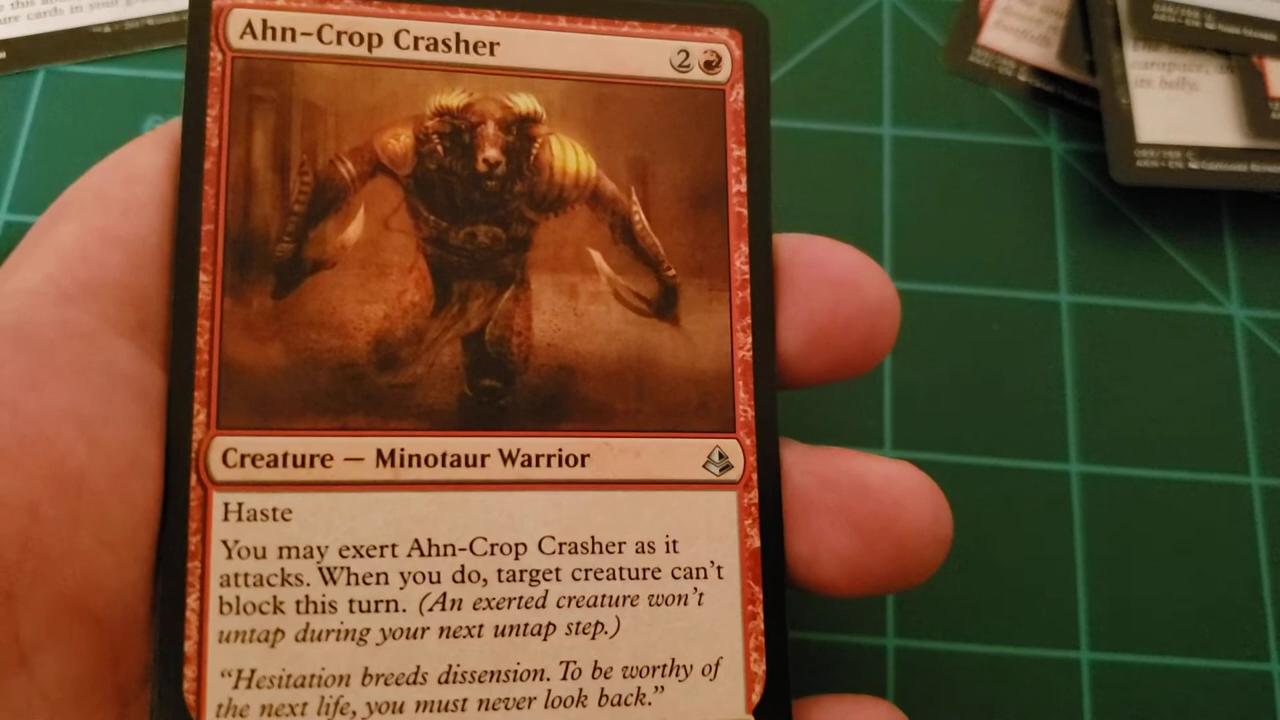 Ahn-Crop Crasher
2
Creature — Minotaur Warrior
Haste
You may exert Ahn-Crop Crasher as it
attacks. When you do, target creature can't
block this turn. (An exerted creature won't
untap during your next untap step.)
"Hesitation breeds dissension. To be worthy of
the next life, you must never look back."